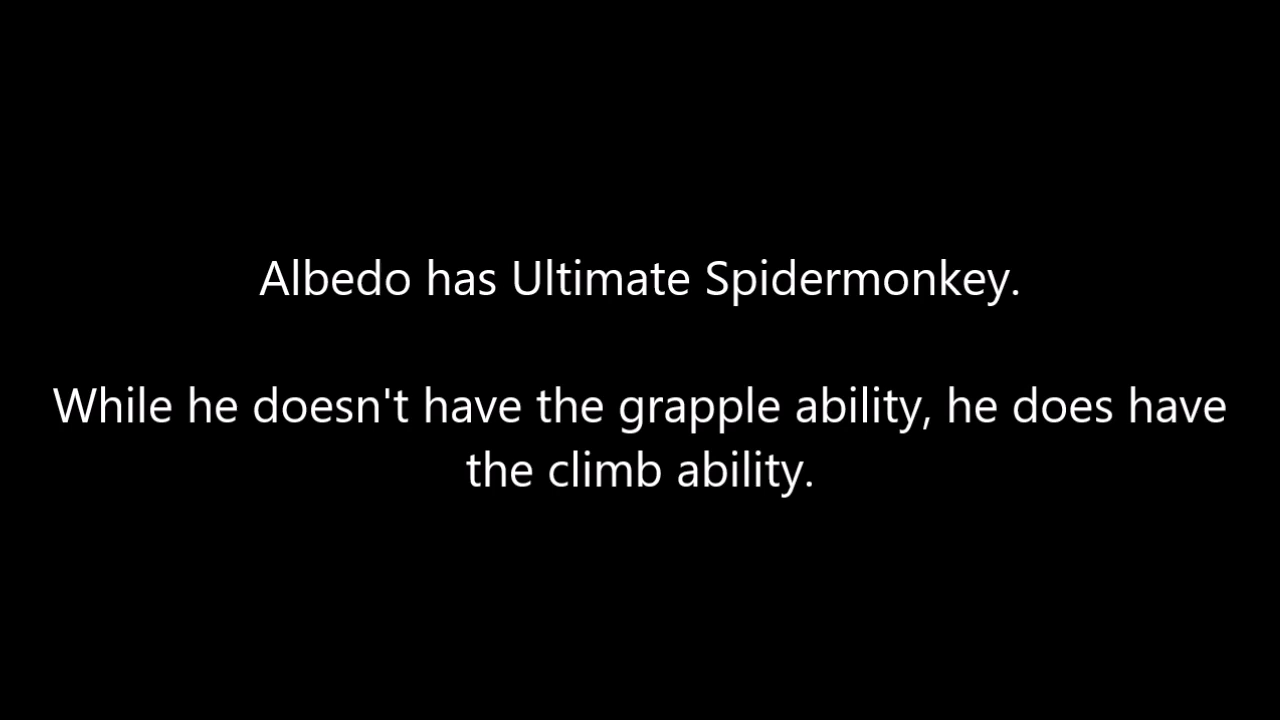 Albedo has Ultimate Spidermonkey.
While he doesn't have the grapple ability, he does have
the climb ability.